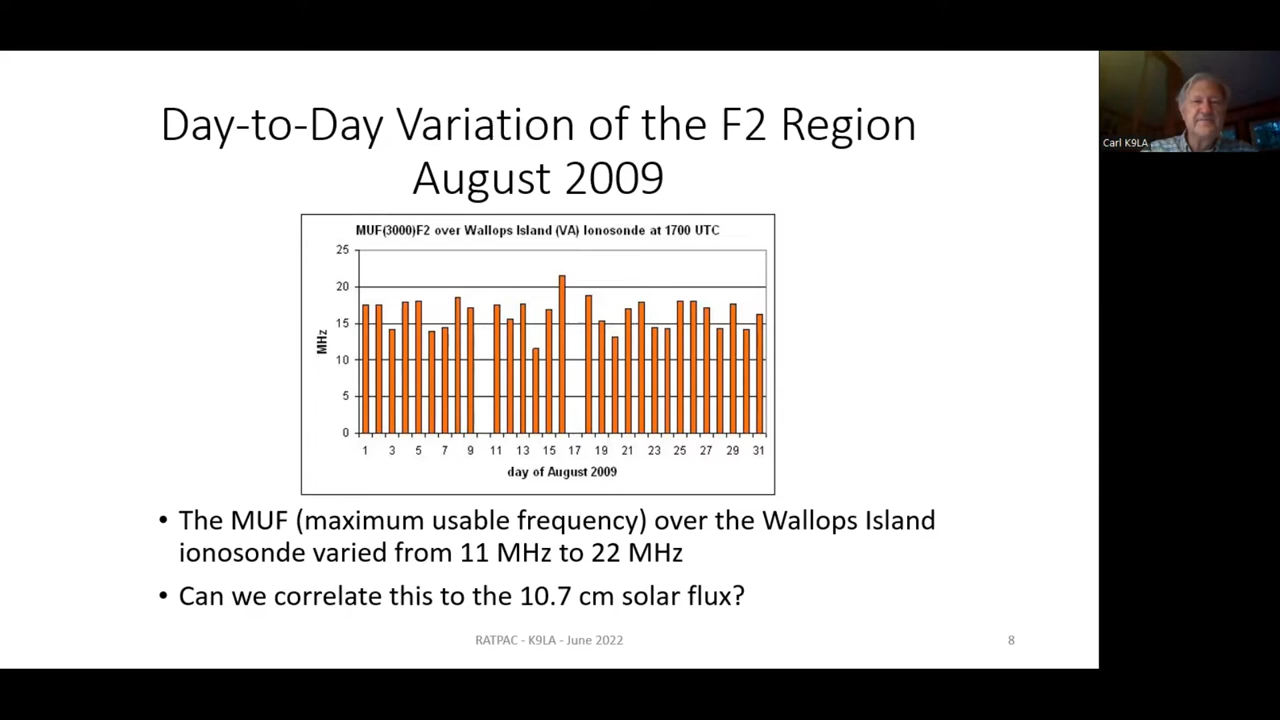 Day-to-Day Variation of the F2 Region
August 2009
MUF(3000)F2 over Wallops Island (VA) Ionosonde at 1700 UTC
25
20
15
10
5
0
MHz
1 3 5 7 9 11 13 15 17 19 21 23 25 27 29 31
day of August 2009
• The MUF (maximum usable frequency) over the Wallops Island
ionosonde varied from 11 MHz to 22 MHz
• Can we correlate this to the 10.7 cm solar flux?
RATPAC - K9LA - June 2022
8
Carl K9LA